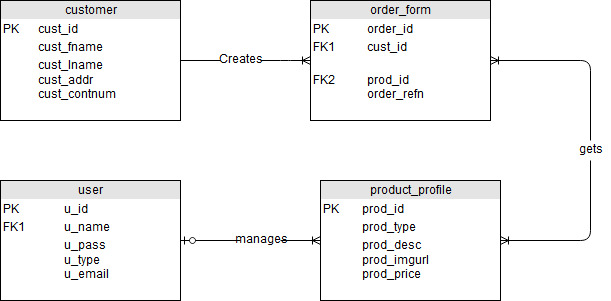 customer
PK cust_id
cust_fname
cust_lname
cust_addr
cust_contnum
Creates
order_form
PK order_id
FK1 cust_id
FK2 prod_id
order_refn
gets
user
PK u_id
FK1 u_name
u_pass
u_type
u_email
manages
product_profile
PK prod_id
prod_type
prod_desc
prod_imgurl
prod_price